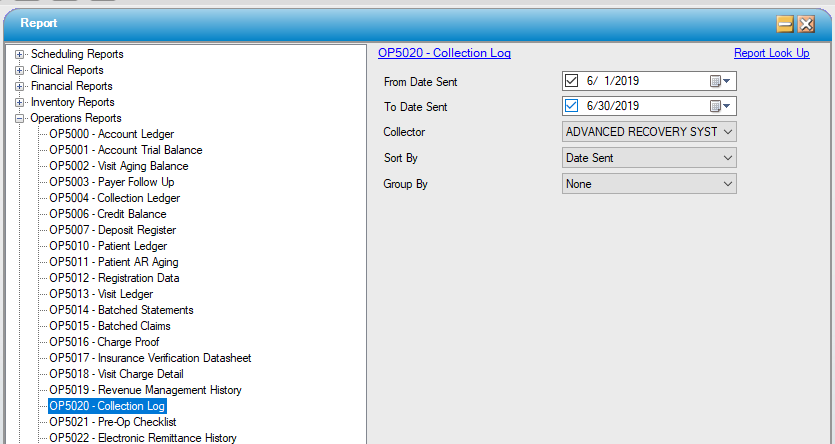 Report
Scheduling Reports
Clinical Reports
Financial Reports
Inventory Reports
Operations Reports
OP5000 - Account Ledger
OP5001 - Account Trial Balance
OP5002 - Visit Aging Balance
OP5003 - Payer Follow Up
OP5004 - Collection Ledger
OP5006 - Credit Balance
OP5007 - Deposit Register
OP5010 - Patient Ledger
OP5011 - Patient AR Aging
OP5012 - Registration Data
OP5013 - Visit Ledger
OP5014 - Batched Statements
OP5015 - Batched Claims
OP5016 - Charge Proof
OP5017 - Insurance Verification Datasheet
OP5018 - Visit Charge Detail
OP5019 - Revenue Management History
OP5020 - Collection Log
OP5021 - Pre-Op Checklist
OP5022 - Electronic Remittance History
OP5020 - Collection Log Report Look Up
From Date Sent 6/ 1/2019
To Date Sent 6/30/2019
Collector ADVANCED RECOVERY SYST
Sort By Date Sent
Group By None